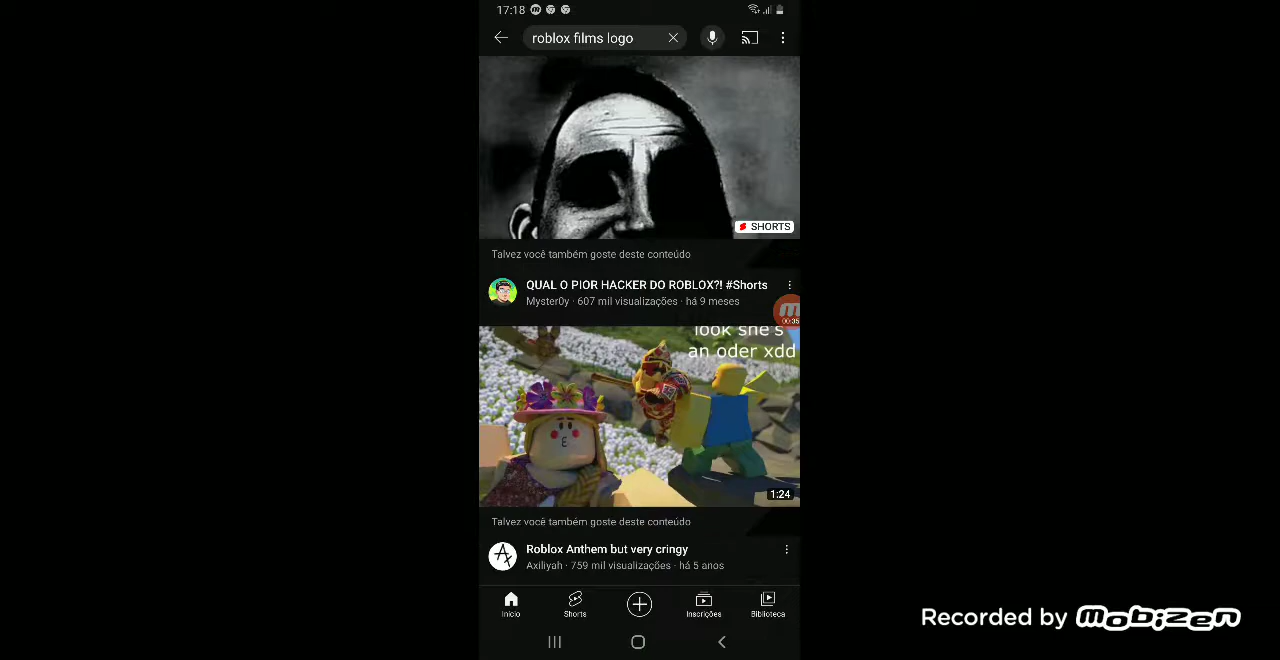 17:18
roblox films logo
SHORTS
Talvez você também goste deste conteúdo
QUAL O PIOR HACKER DO ROBLOX?! #Shorts
Myster0y · 607 mil visualizações · há 9 meses
00:35
look she's
an oder xdd
1:24
Talvez você também goste deste conteúdo
Roblox Anthem but very cringy
Axiliyah · 759 mil visualizações · há 5 anos
Início
Shorts
Inscrições
Biblioteca
Recorded by mobizen